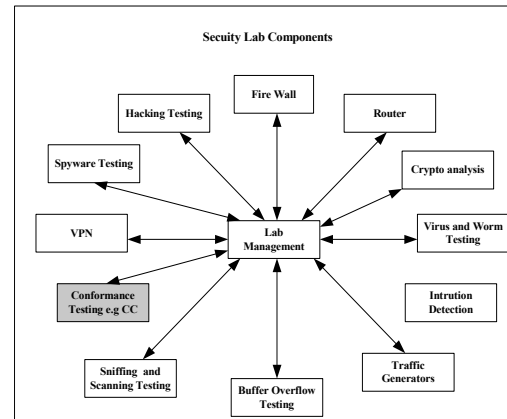 Secuity Lab Components
Fire Wall
Hacking Testing
Router
Spyware Testing
Crypto analysis
VPN
Lab
Management
Virus and Worm
Testing
Conformance
Testing e.g CC
Intrution
Detection
Sniffing and
Scanning Testing
Buffer Overflow
Testing
Traffic
Generators